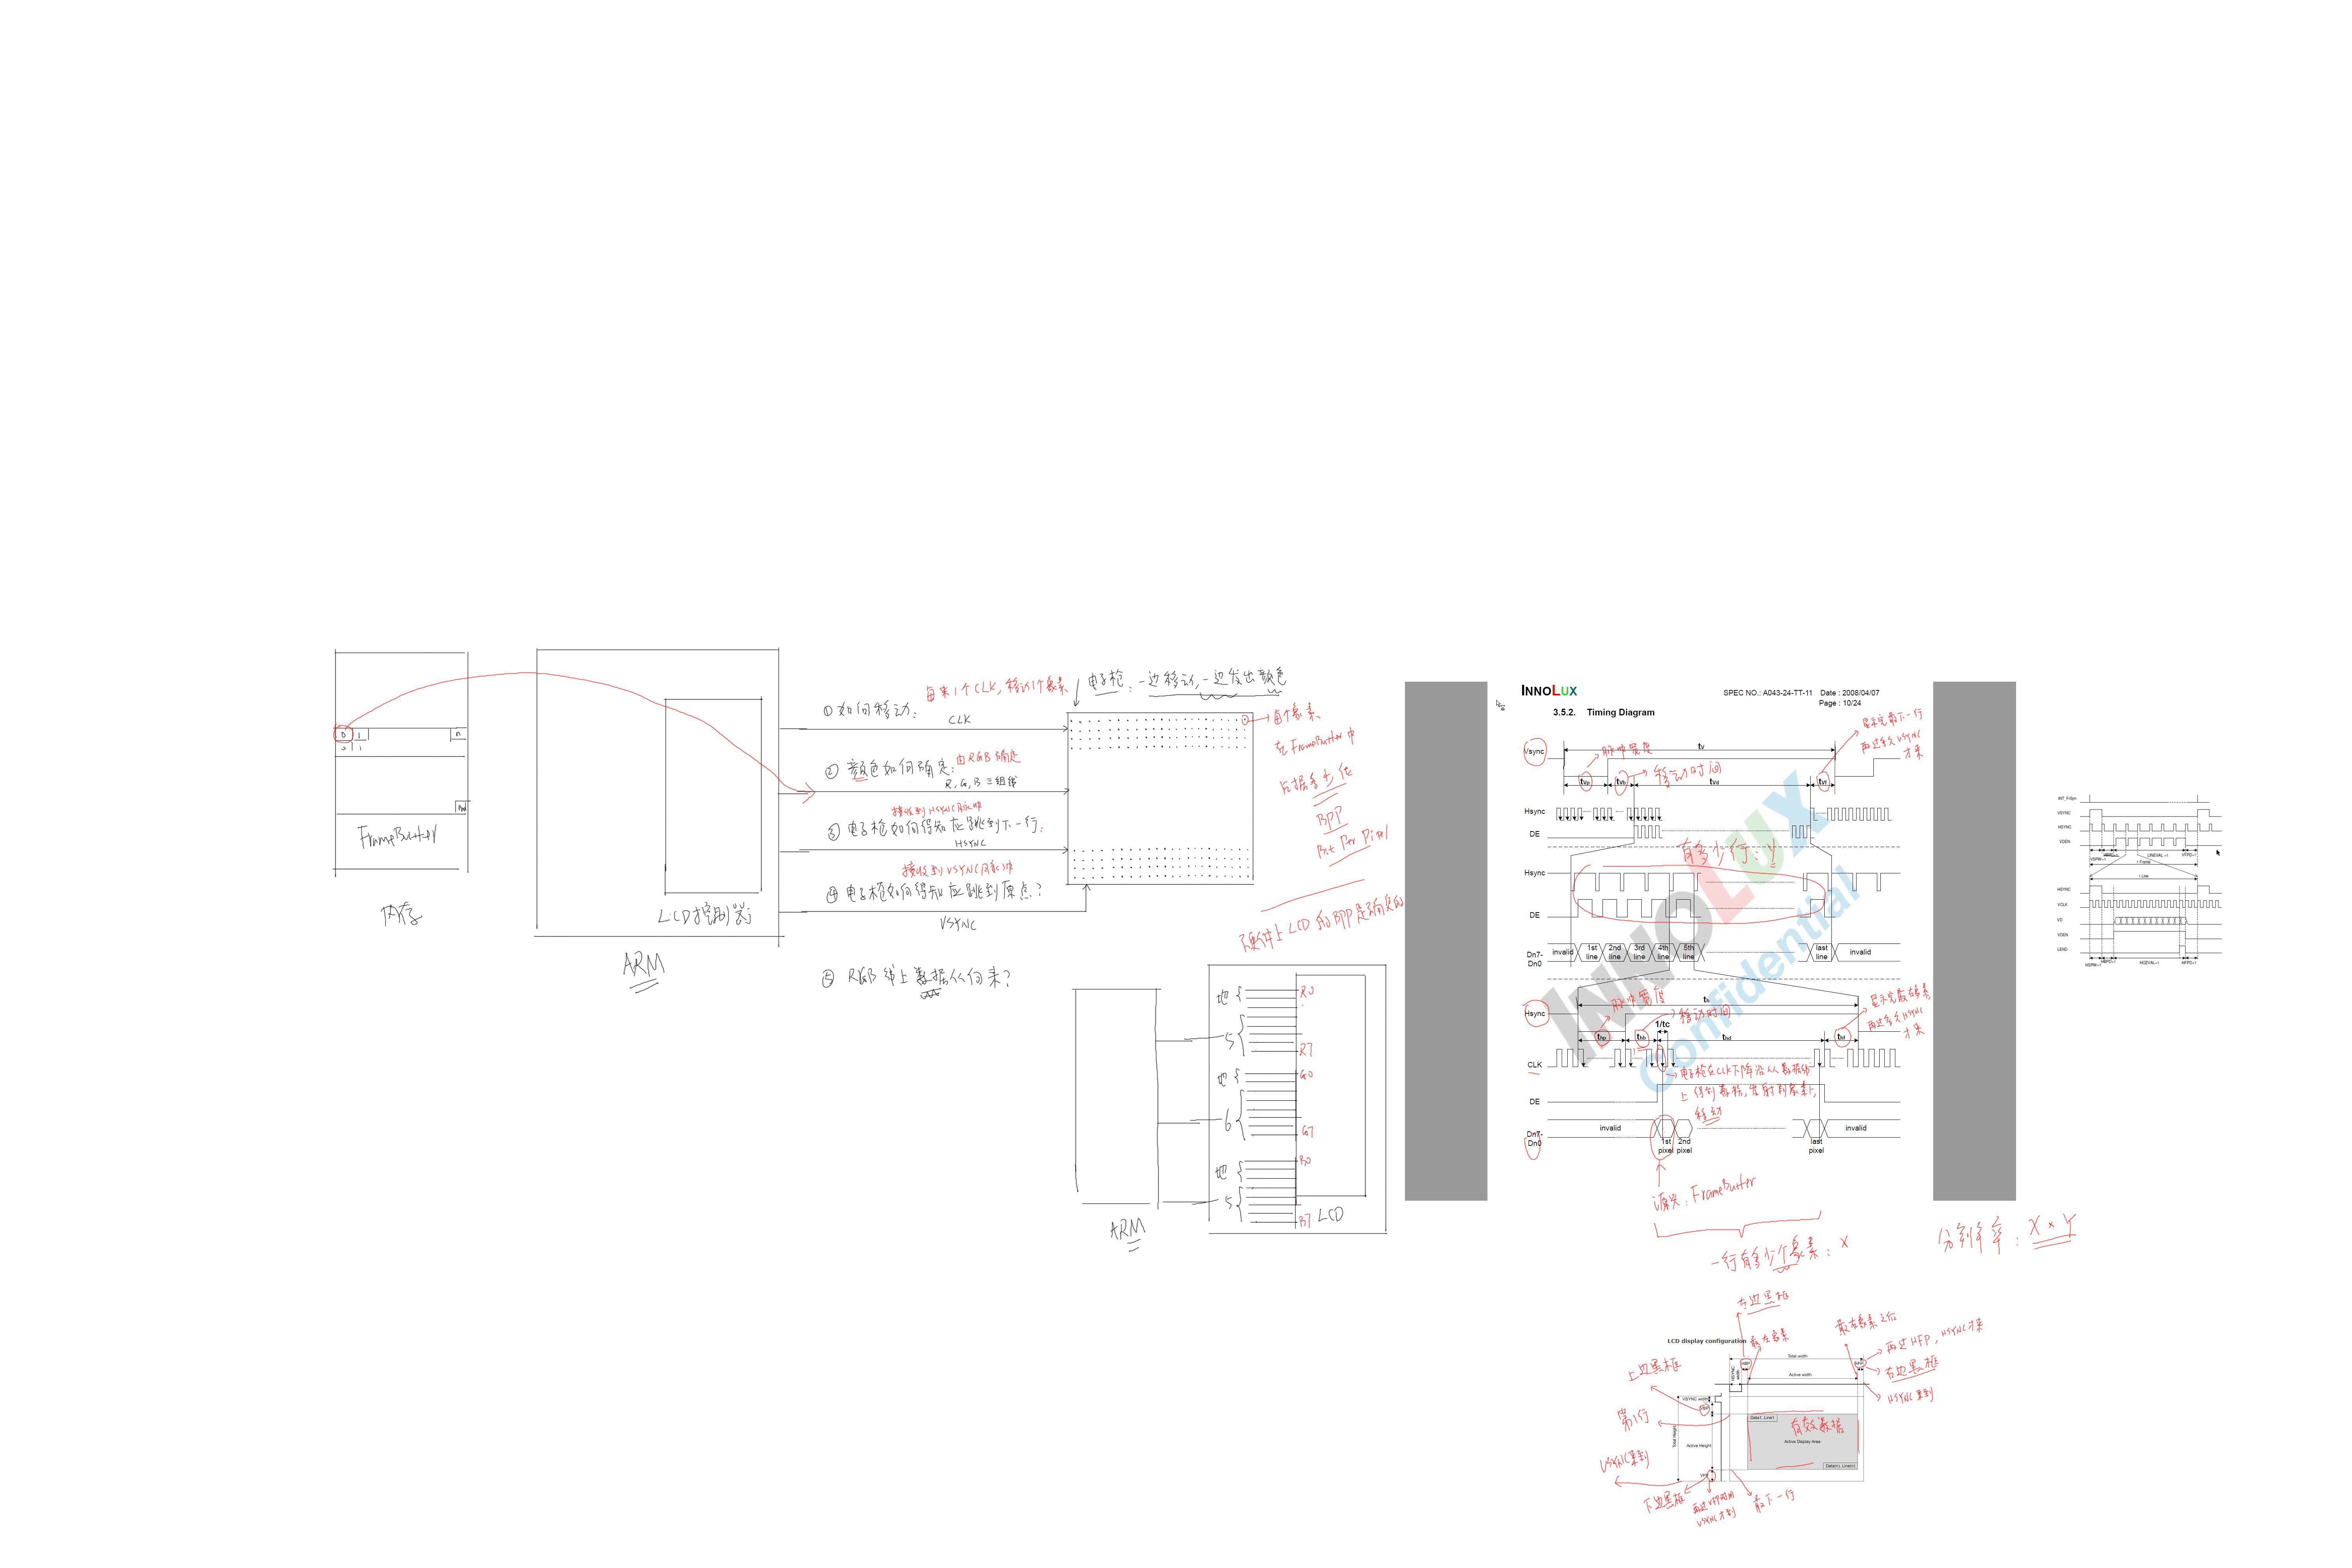 0 1 n
0 1
FrameBuffer
内存
LCD控制器
ARM
①如何移动:
每来1个CLK,移动1个象素
CLK
②颜色如何确定:
由RGB确定
R,G,B三组线
接收到HSYNC脉冲
③电子枪如何得知应跳到下一行:
HSYNC
接收到VSYNC脉冲
④电子枪如何得知应跳到原点?
VSYNC
⑤RGB线上数据从何来?
电子枪:一边移动,一边发出颜色
每个象素
在FrameBuffer中
占据多少位
BPP
Bit Per Pixel
硬件上LCD的BPP是确定的
地
5
地
6
地
5
R0
R7
G0
G7
B0
B7
LCD
ARM
INNOLUX
SPEC NO.: A043-24-TT-11 Date : 2008/04/07
Page : 10/24
3.5.2. Timing Diagram
显示完最下一行
再过多久VSYNC
才来
Vsync
脉冲宽度
tv
移动时间
tvp
tvb
tvd
tvf
Hsync
DE
有多少行:y
Hsync
DE
Dn7-
Dn0
invalid
1st
line
2nd
line
3rd
line
4th
line
5th
line
last
line
invalid
INNOLUX
Confidential
Hsync
脉冲宽度
移动时间
th
显示完最右象素
再过多久HSYNC
才来
1/tc
thp
thb
thd
thf
CLK
电子枪在CLK下降沿从数据线
上得到数据,发射到象素上,
移动
DE
Dn7-
Dn0
invalid
1st
pixel
2nd
pixel
last
pixel
invalid
源头:FrameBuffer
一行有多少个象素:X
分辨率:X*Y
INT_FrSyn
VSYNC
HSYNC
VDEN
VSPW+1
VBPD+1
LINEVAL +1
VFPD+1
1 Frame
1 Line
HSYNC
VCLK
VD
VDEN
LEND
HSPW+1
HBPD+1
HOZVAL+1
HFPD+1
LCD display configuration
左边黑框
最左象素
最右象素之后
再过HFP,HSYNC才来
右边黑框
HSYNC来到
上边黑框
第1行
VSYNC来到
下边黑框
再过VFP时间
VSYNC才到
最下一行
Total width
HSYNC
width
HBP
HFP
Active width
VSYNC width
VBP
Total Height
Active Height
VFP
Data1, Line1
有效数据
Active Display Area
Data(n), Line(n)